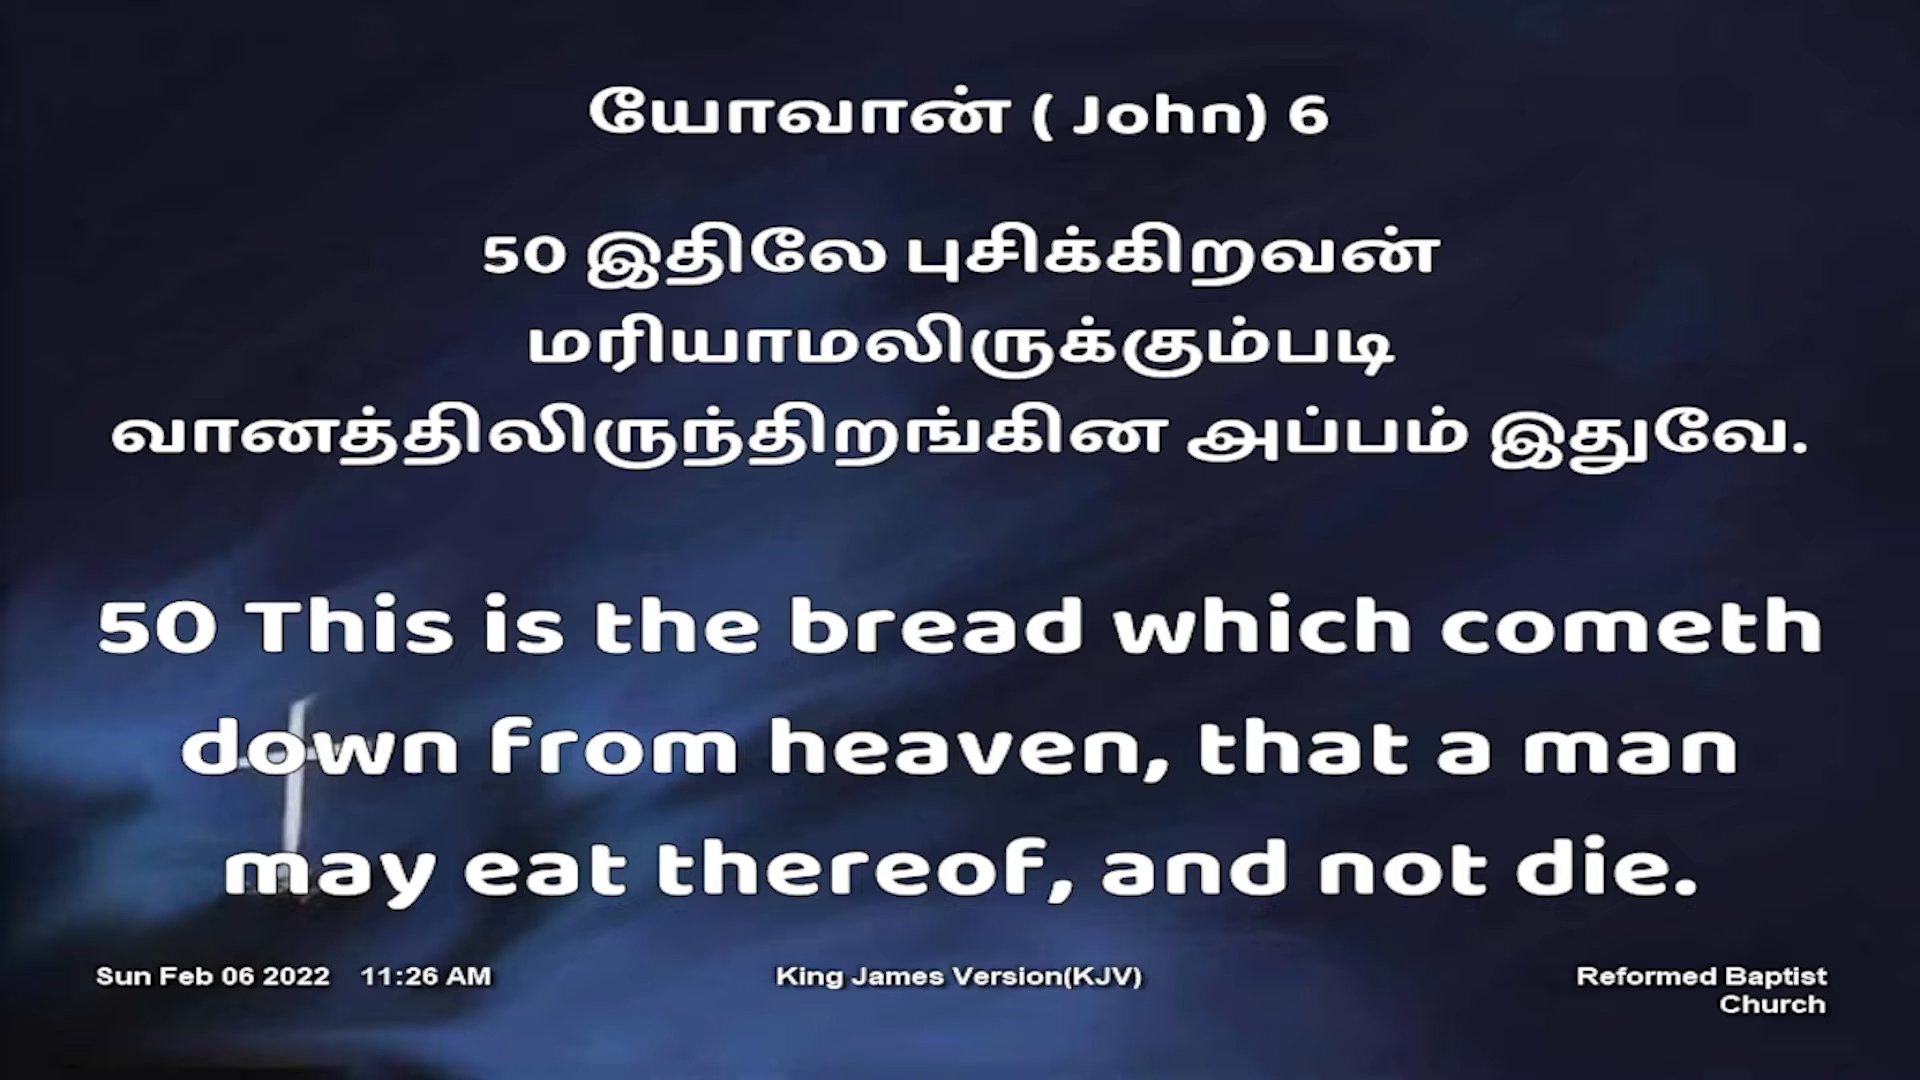 யோவான் ( John) 6
50 இதிலே புசிக்கிறவன்
மரியாமலிருக்கும்படி
வானத்திலிருந்திறங்கின அப்பம் இதுவே.
50 This is the bread which cometh
down from heaven, that a man
may eat thereof, and not die.
Sun Feb 06 2022 11:26 AM King James Version(KJV) Reformed Baptist
Church